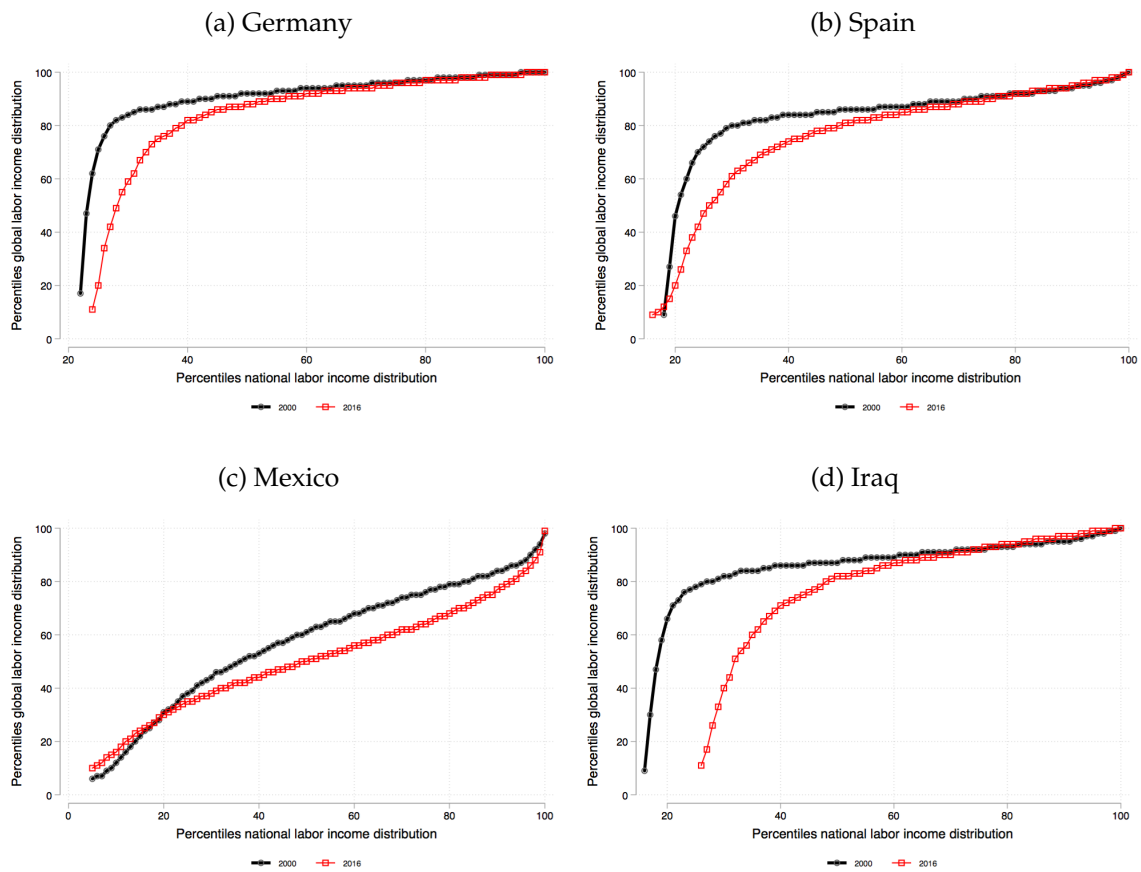 (a) Germany
Percentiles global labor income distribution
100
80
60
40
20
0
20 40 60 80 100
Percentiles national labor income distribution
2000 2016
(b) Spain
Percentiles global labor income distribution
100
80
60
40
20
0
20 40 60 80 100
Percentiles national labor income distribution
2000 2016
(c) Mexico
Percentiles global labor income distribution
100
80
60
40
20
0
0 20 40 60 80 100
Percentiles national labor income distribution
2000 2016
(d) Iraq
Percentiles global labor income distribution
100
80
60
40
20
0
20 40 60 80 100
Percentiles national labor income distribution
2000 2016